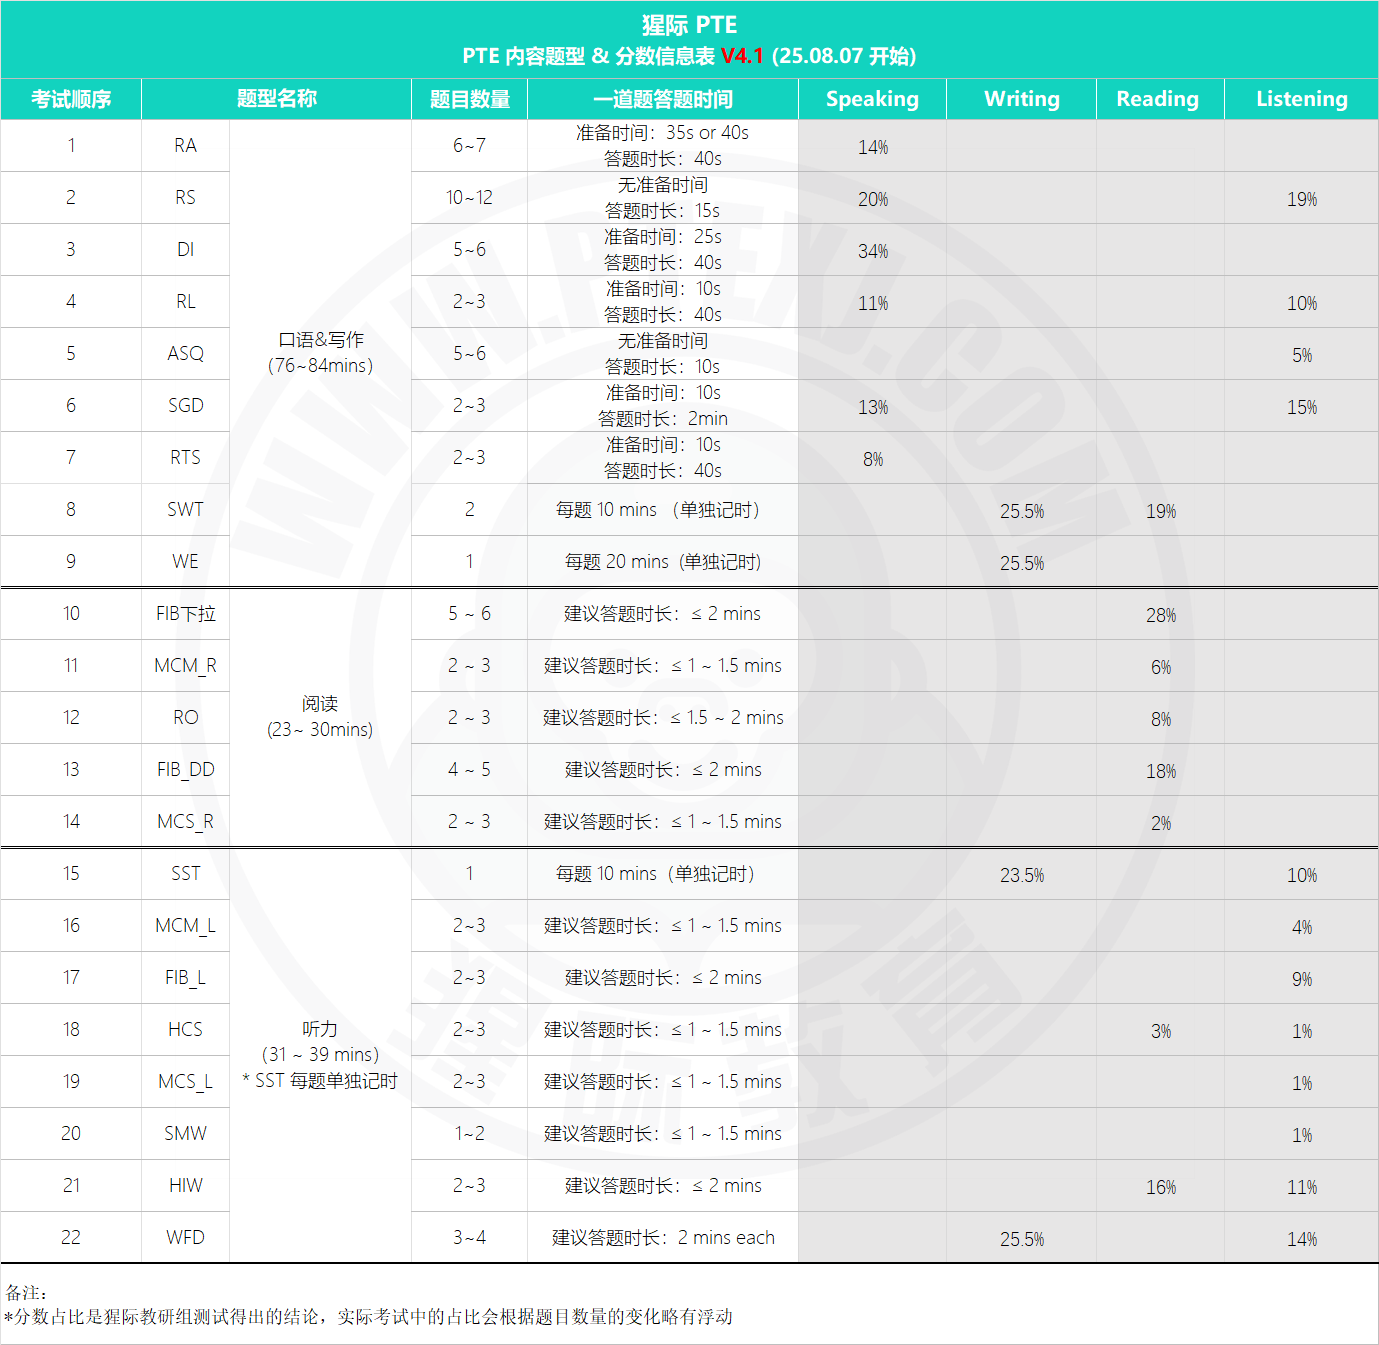 猩际 PTE
PTE 内容题型 & 分数信息表 V4.1 (25.08.07 开始)
考试顺序 题型名称 题目数量 一道题答题时间 Speaking Writing Reading Listening
1 RA 6~7 准备时间：35s or 40s
答题时长：40s 14%
2 RS 10~12 无准备时间
答题时长：15s 20% 19%
3 DI 5~6 准备时间：25s
答题时长：40s 34%
4 RL 2~3 准备时间：10s
答题时长：40s 11% 10%
口语&写作
（76~84mins）
5 ASQ 5~6 无准备时间
答题时长：10s 5%
6 SGD 2~3 准备时间：10s
答题时长：2min 13% 15%
7 RTS 2~3 准备时间：10s
答题时长：40s 8%
8 SWT 2 每题 10 mins （单独记时） 25.5% 19%
9 WE 1 每题 20 mins (单独记时) 25.5%
10 FIB下拉 5 ~ 6 建议答题时长：≤ 2 mins 28%
11 MCM_R 2 ~ 3 建议答题时长：≤ 1 ~ 1.5 mins 6%
阅读
(23~ 30mins)
12 RO 2 ~ 3 建议答题时长：≤ 1.5 ~ 2 mins 8%
13 FIB_DD 4 ~ 5 建议答题时长：≤ 2 mins 18%
14 MCS_R 2 ~ 3 建议答题时长：≤ 1 ~ 1.5 mins 2%
15 SST 1 每题 10 mins（单独记时） 23.5% 10%
16 MCM_L 2~3 建议答题时长：≤ 1 ~ 1.5 mins 4%
17 FIB_L 2~3 建议答题时长：≤ 2 mins 9%
18 HCS 2~3 建议答题时长：≤ 1 ~ 1.5 mins 3% 1%
听力
（31 ~ 39 mins）
* SST 每题单独记时
19 MCS_L 2~3 建议答题时长：≤ 1 ~ 1.5 mins 1%
20 SMW 1~2 建议答题时长：≤ 1 ~ 1.5 mins 1%
21 HIW 2~3 建议答题时长：≤ 2 mins 16% 11%
22 WFD 3~4 建议答题时长：2 mins each 25.5% 14%
备注：
*分数占比是猩际教研组测试得出的结论，实际考试中的占比会根据题目数量的变化略有浮动
WWW.PTEXJ.COM
猩际教育